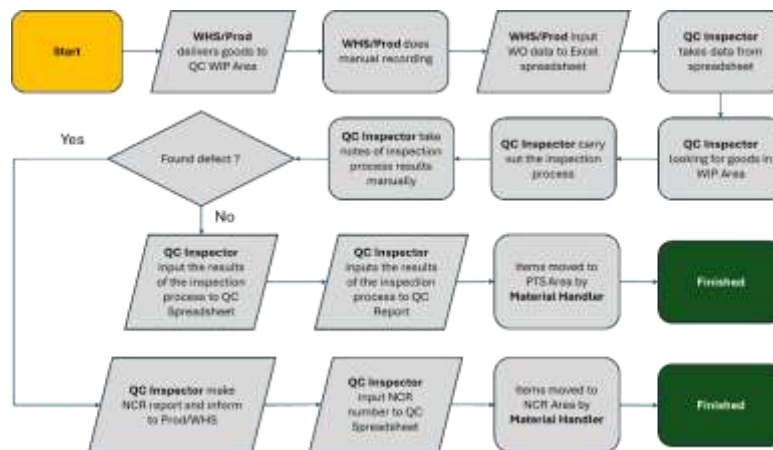 Start
WHS/Prod
delivers goods to
QC WIP Area
WHS/Prod does
manual recording
WHS/Prod input
WO data to Excel
spreadsheet
QC Inspector
takes data from
spreadsheet
Yes
Found defect ?
QC Inspector take
notes of inspection
process results
manually
QC Inspector carry
out the inspection
process
QC Inspector
looking for goods in
WIP Area
No
QC Inspector
input the results
of the inspection
process to QC
Spreadsheet
QC Inspector
inputs the results
of the inspection
process to QC
Report
Items moved to
PTS Area by
Material Handler
Finished
QC Inspector make
NCR report and inform
to Prod/WHS
QC Inspector
input NCR
number to QC
Spreadsheet
Items moved to
NCR Area by
Material Handler
Finished